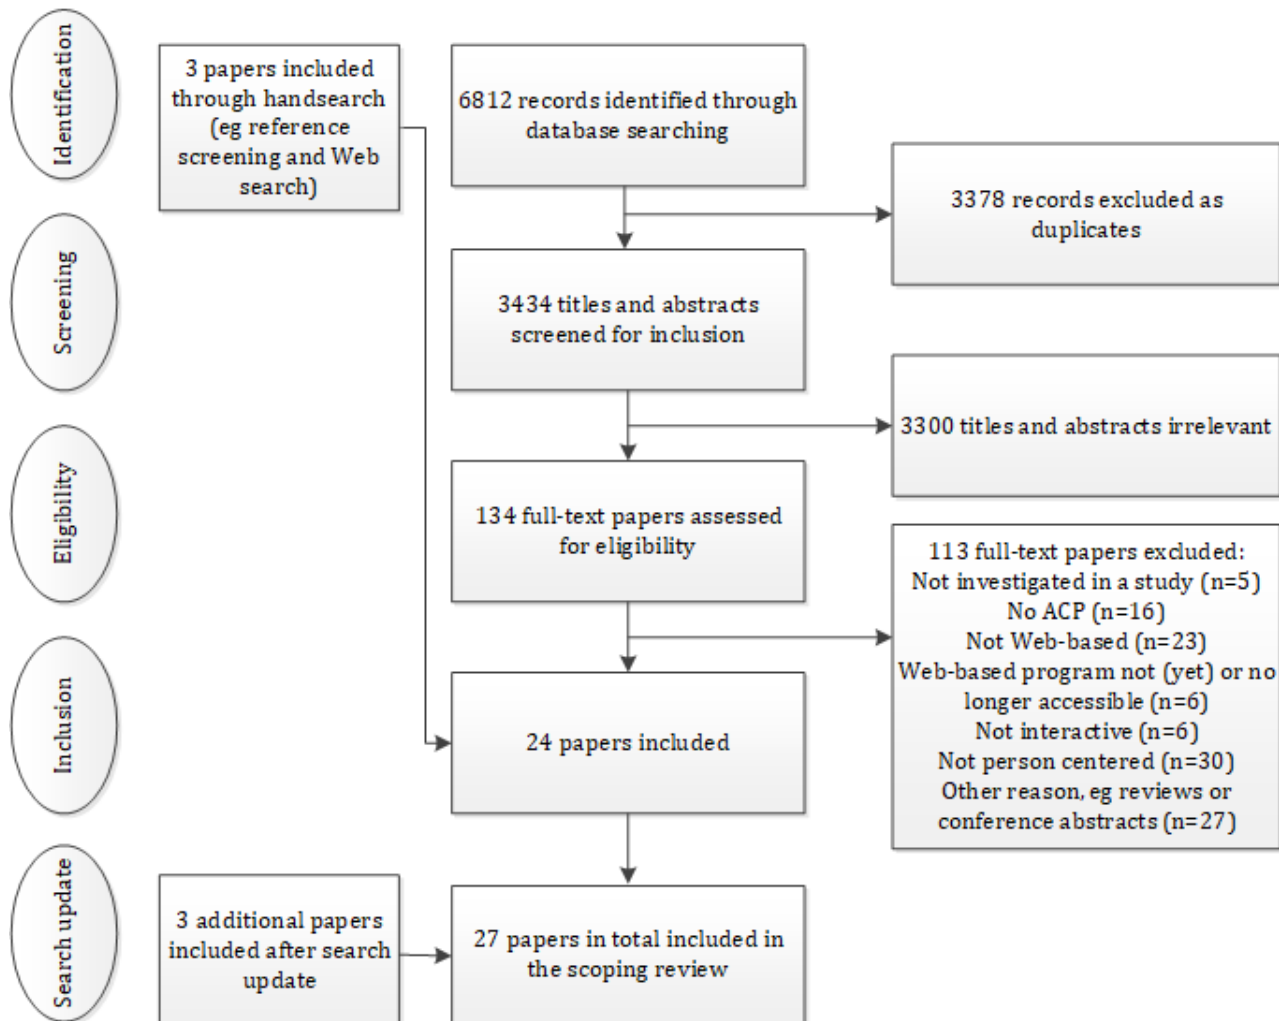 Identification
3 papers included
through handsearch
(eg reference
screening and Web
search)
6812 records identified through
database searching
3378 records excluded as
duplicates
Screening
3434 titles and abstracts
screened for inclusion
3300 titles and abstracts irrelevant
Eligibility
134 full-text papers assessed
for eligibility
113 full-text papers excluded:
Not investigated in a study (n=5)
No ACP (n=16)
Not Web-based (n=23)
Web-based program not (yet) or no
longer accessible (n=6)
Not interactive (n=6)
Not person centered (n=30)
Other reason, eg reviews or
conference abstracts (n=27)
Inclusion
24 papers included
Search update
3 additional papers
included after search
update
27 papers in total included in
the scoping review